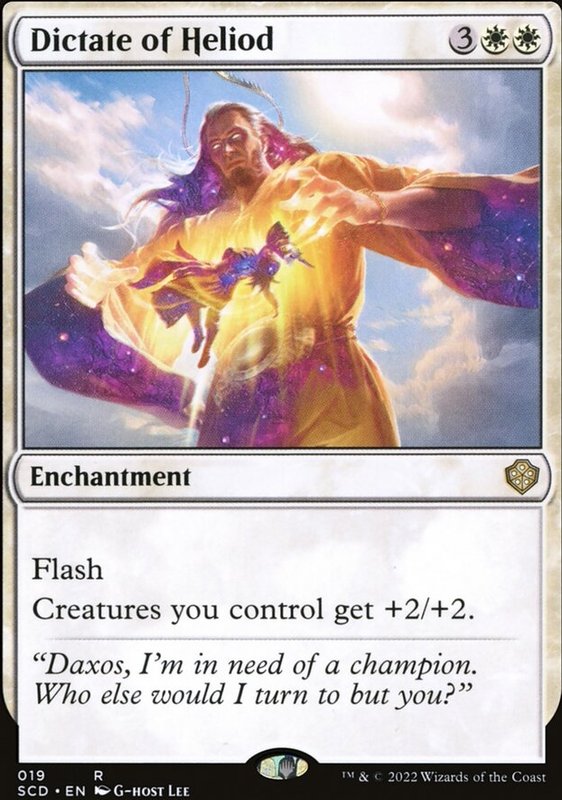 Dictate of Heliod 3
Enchantment
Flash
Creatures you control get +2/+2.
“Daxos, I’m in need of a champion.
Who else would I turn to but you?”
019 R
SCD • EN G-host Lee
™ & © 2022 Wizards of the Coast